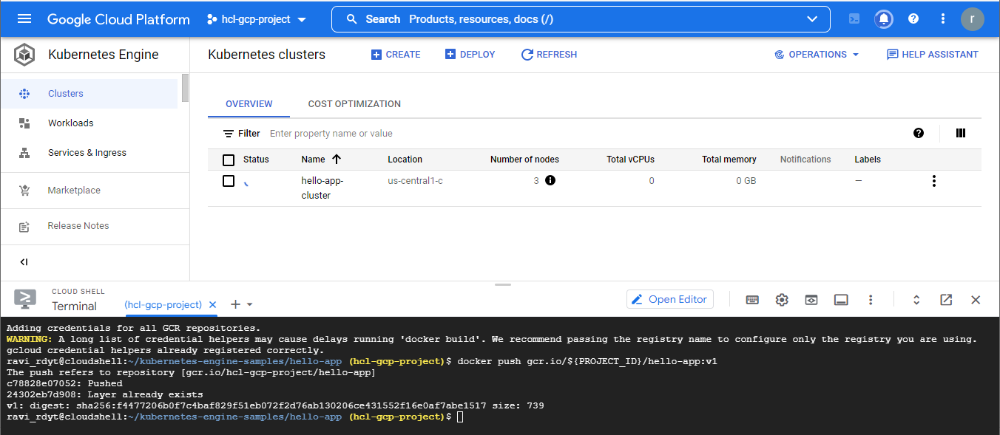 Google Cloud Platform
hcl-gcp-project
Search Products, resources, docs (/)
r
Kubernetes Engine
Kubernetes clusters
CREATE
DEPLOY
REFRESH
OPERATIONS
HELP ASSISTANT
Clusters
Workloads
Services & Ingress
Marketplace
Release Notes
OVERVIEW
COST OPTIMIZATION
Filter Enter property name or value
Status Name Location Number of nodes Total vCPUs Total memory Notifications Labels
hello-app-
cluster
us-central1-c
3
0
0 GB
—
CLOUD SHELL
Terminal
(hcl-gcp-project)
Open Editor
Adding credentials for all GCR repositories.
WARNING: A long list of credential helpers may cause delays running 'docker build'. We recommend passing the registry name to configure only the registry you are using.
gcloud credential helpers already registered correctly.
ravi_rdyt@cloudshell:~/kubernetes-engine-samples/hello-app (hcl-gcp-project)$ docker push gcr.io/${PROJECT_ID}/hello-app:v1
The push refers to repository [gcr.io/hcl-gcp-project/hello-app]
c78828e07052: Pushed
24302eb7d908: Layer already exists
v1: digest: sha256:f4477206b0f7c4baf829f51eb072f2d76ab130206ce431552f16e0af7abe1517 size: 739
ravi_rdyt@cloudshell:~/kubernetes-engine-samples/hello-app (hcl-gcp-project)$